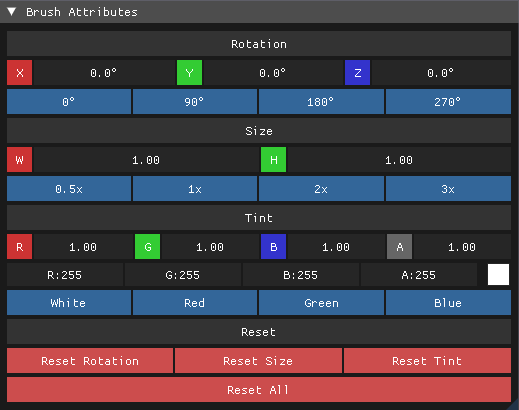 Brush Attributes
Rotation
X 0.0° Y 0.0° Z 0.0°
0° 90° 180° 270°
Size
W 1.00 H 1.00
0.5x 1x 2x 3x
Tint
R 1.00 G 1.00 B 1.00 A 1.00
R:255 G:255 B:255 A:255
White Red Green Blue
Reset
Reset Rotation Reset Size Reset Tint
Reset All